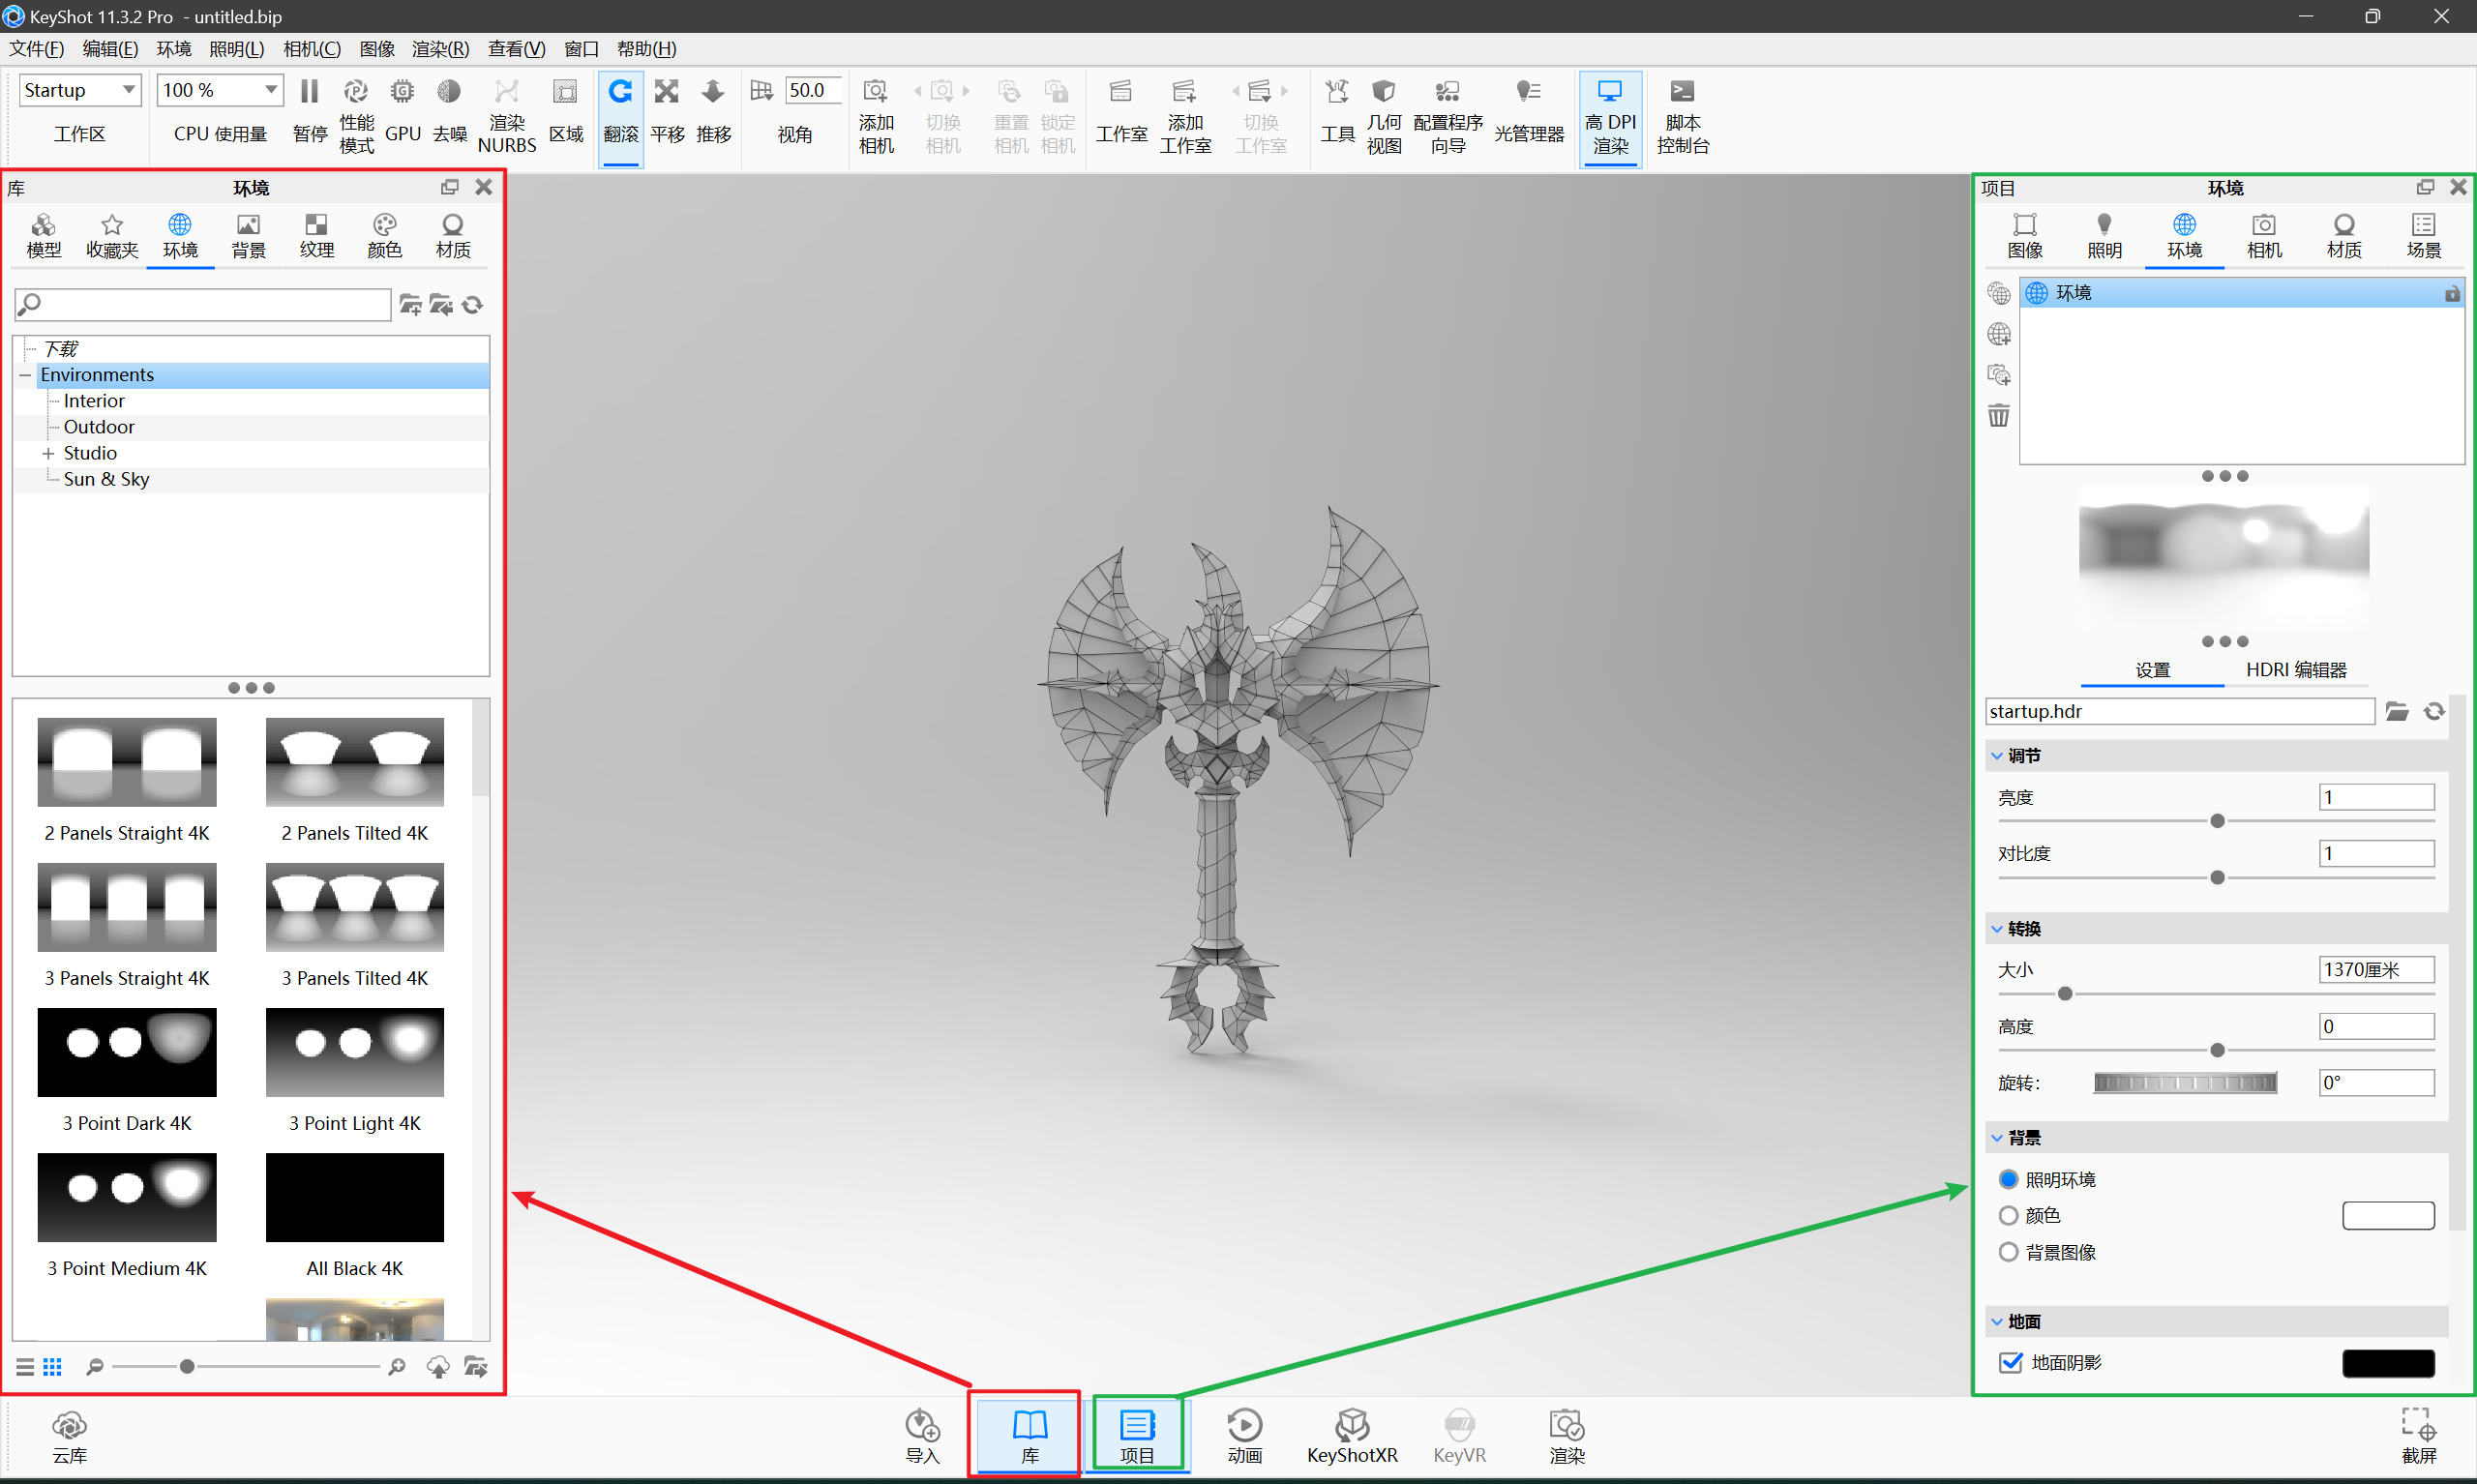 KeyShot 11.3.2 Pro - untitled.bip
文件(F) 编辑(E) 环境 照明(L) 相机(C) 图像 渲染(R) 查看(V) 窗口 帮助(H)
Startup 100 % 50.0
工作区 CPU 使用量 暂停 性能模式 GPU 去噪 渲染NURBS 区域 翻滚 平移 推移 视角 添加相机 切换相机 重置相机 锁定相机 工作室 添加工作室 切换工作室 工具 几何视图 配置程序向导 光管理器 高 DPI 渲染 脚本控制台
库 环境
模型 收藏夹 环境 背景 纹理 颜色 材质
下载
Environments
Interior
Outdoor
Studio
Sun & Sky
2 Panels Straight 4K 2 Panels Tilted 4K
3 Panels Straight 4K 3 Panels Tilted 4K
3 Point Dark 4K 3 Point Light 4K
3 Point Medium 4K All Black 4K
项目 环境
图像 照明 环境 相机 材质 场景
环境
设置 HDRI 编辑器
startup.hdr
调节
亮度 1
对比度 1
转换
大小 1370厘米
高度 0
旋转: 0°
背景
照明环境
颜色
背景图像
地面
地面阴影
云库 导入 库 项目 动画 KeyShotXR KeyVR 渲染 截屏